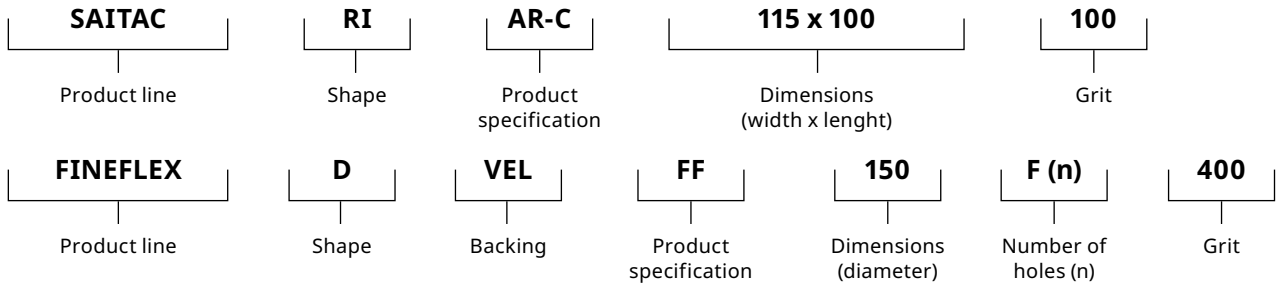 SAITAC RI AR-C 115 x 100 100
Product line Shape Product Dimensions Grit
specification (width x lenght)
FINEFLEX D VEL FF 150 F (n) 400
Product line Shape Backing Product Dimensions Number of Grit
specification (diameter) holes (n)